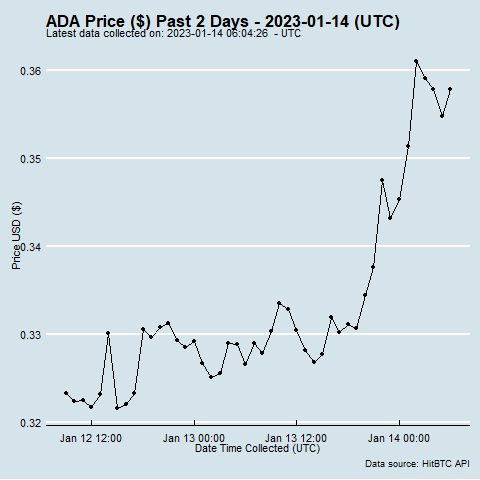 ADA Price ($) Past 2 Days - 2023-01-14 (UTC)
Latest data collected on: 2023-01-14 06:04:26 - UTC
0.36
0.35
0.34
0.33
0.32
Price USD ($)
Jan 12 12:00
Jan 13 00:00
Jan 13 12:00
Jan 14 00:00
Date Time Collected (UTC)
Data source: HitBTC API